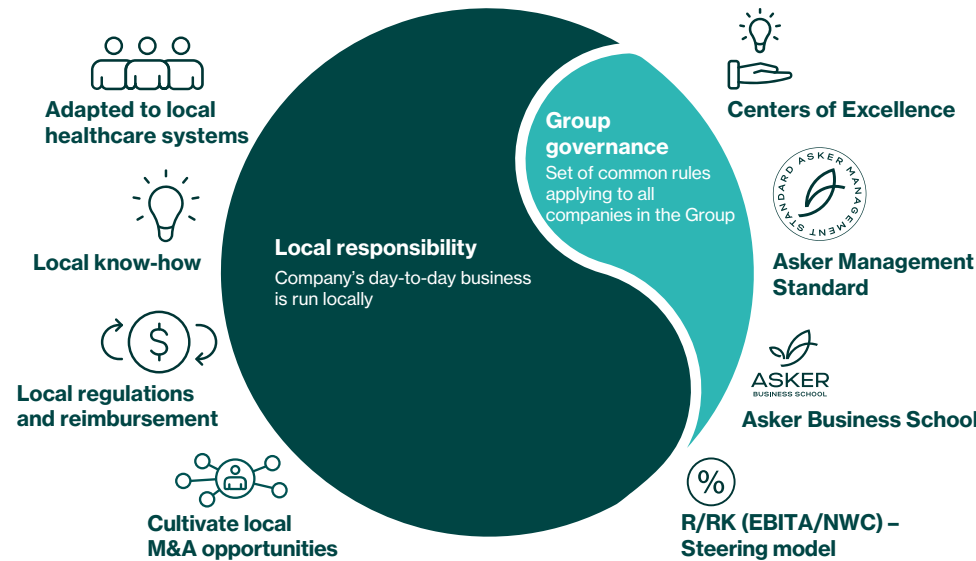 Adapted to local
healthcare systems
Local know-how
$
Local regulations
and reimbursement
Cultivate local
M&A opportunities
Local responsibility
Company's day-to-day business
is run locally
Group
governance
Set of common rules
applying to all
companies in the Group
Centers of Excellence
ASKER MANAGEMENT STANDARD
Asker Management
Standard
ASKER
BUSINESS SCHOOL
Asker Business School
%
R/RK (EBITA/NWC) –
Steering model